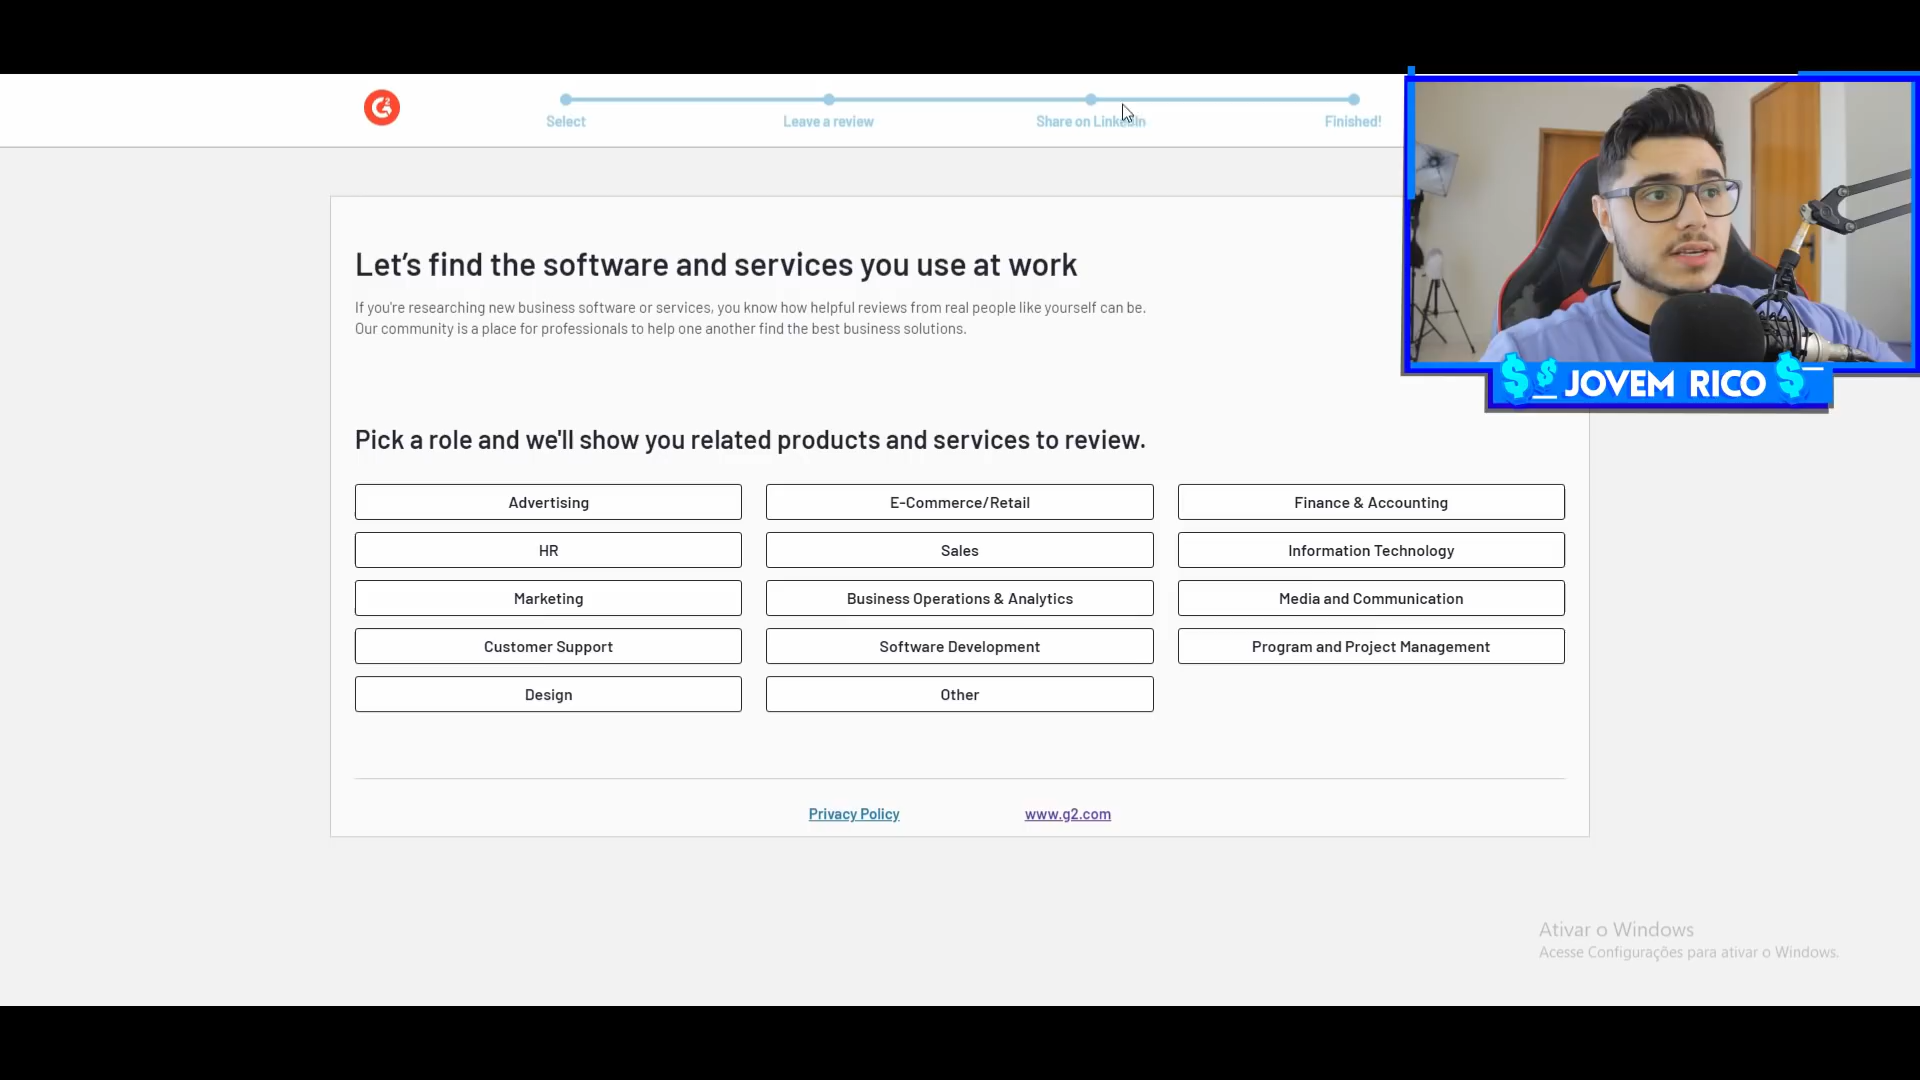 Select
Leave a review
Share on LinkedIn
Finished!
Let’s find the software and services you use at work
If you're researching new business software or services, you know how helpful reviews from real people like yourself can be.
Our community is a place for professionals to help one another find the best business solutions.
JOVEM RICO
Pick a role and we'll show you related products and services to review.
Advertising
E-Commerce/Retail
Finance & Accounting
HR
Sales
Information Technology
Marketing
Business Operations & Analytics
Media and Communication
Customer Support
Software Development
Program and Project Management
Design
Other
Privacy Policy
www.g2.com
Ativar o Windows
Acesse Configurações para ativar o Windows.